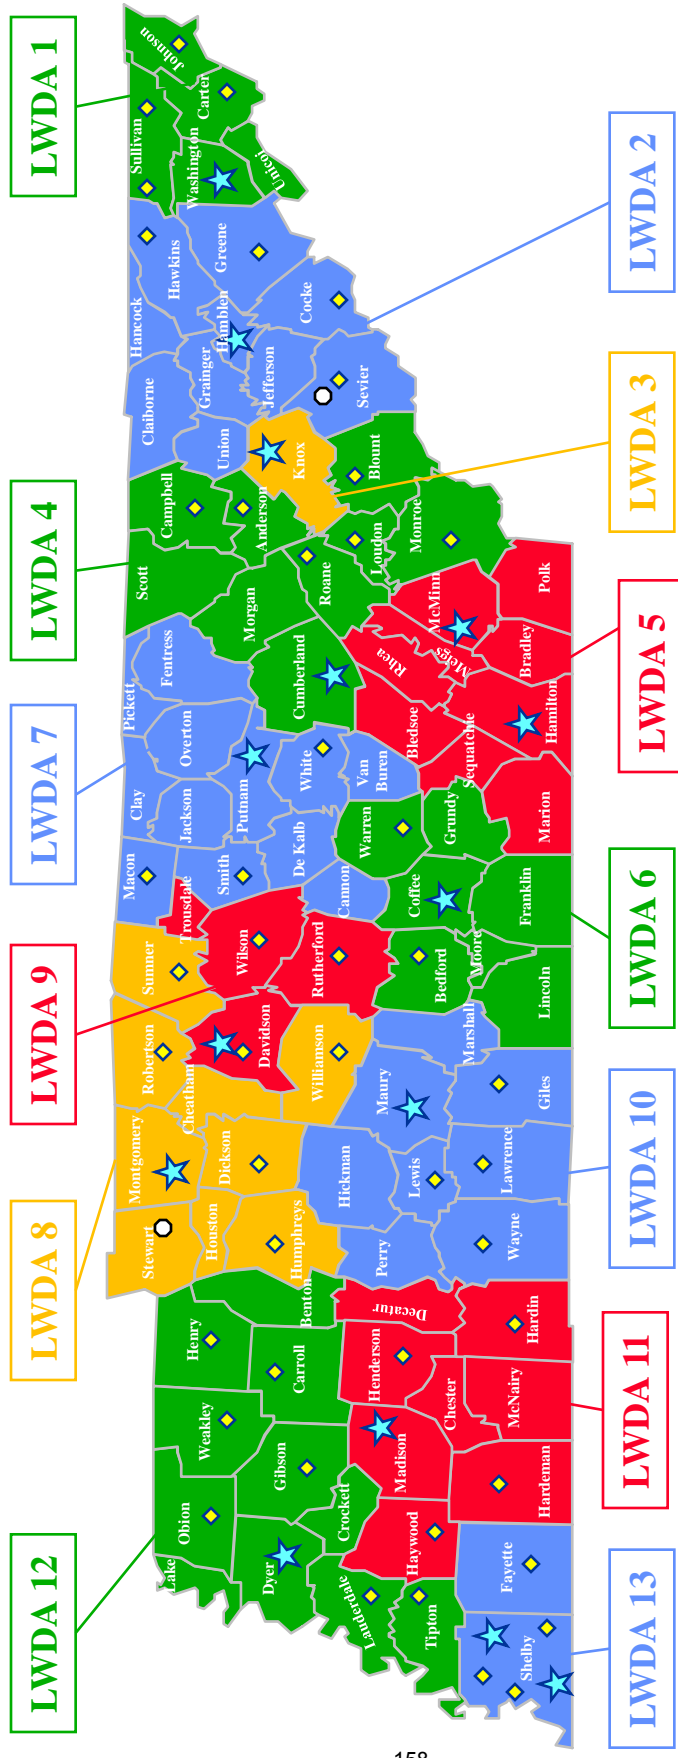 LWDA 12
LWDA 8
LWDA 9
LWDA 7
LWDA 4
LWDA 1
Lake
Obion
Weakley
Henry
Stewart
Montgomery
Robertson
Sumner
Macon
Clay
Pickett
Scott
Campbell
Claiborne
Hancock
Sullivan
Johnson
Dyer
Gibson
Carroll
Benton
Houston
Humphreys
Dickson
Cheatham
Davidson
Trousdale
Wilson
Smith
Jackson
Overton
Putnam
Fentress
Morgan
Anderson
Union
Grainger
Hamblen
Hawkins
Greene
Washington
Carter
Unicoi
Lauderdale
Crockett
Tipton
Haywood
Madison
Henderson
Decatur
Chester
Perry
Hickman
Lewis
Maury
Williamson
Rutherford
Cannon
De Kalb
White
Van
Buren
Warren
Cumberland
Roane
Knox
Loudon
Blount
Jefferson
Sevier
Cocke
Shelby
Fayette
Hardeman
McNairy
Hardin
Wayne
Lawrence
Giles
Marshall
Bedford
Moore
Lincoln
Coffee
Franklin
Grundy
Marion
Sequatchie
Bledsoe
Rhea
Meigs
Hamilton
Bradley
McMinn
Polk
Monroe
LWDA 13
LWDA 11
LWDA 10
LWDA 6
LWDA 5
LWDA 3
LWDA 2
158